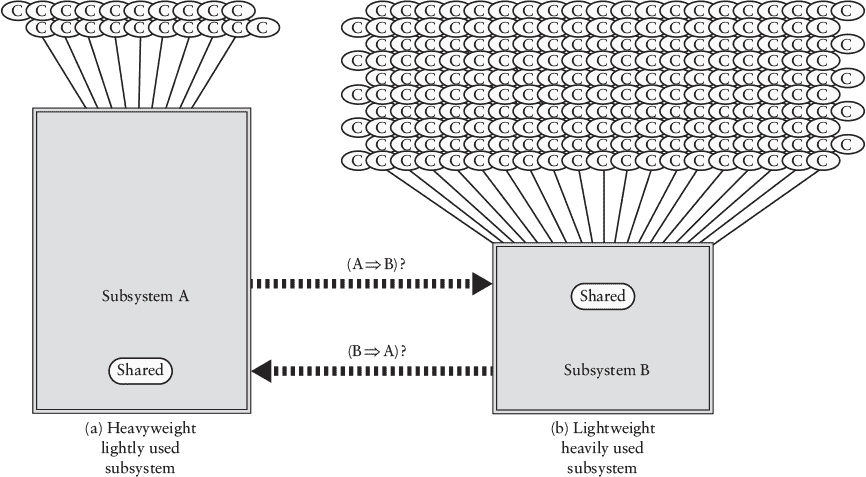 C C C C C C C C C C
C C C C C C C C C C
C C C C C C C C C C C C C C C C C C C C
C C C C C C C C C C C C C C C C C C C C
C C C C C C C C C C C C C C C C C C C C
C C C C C C C C C C C C C C C C C C C C
C C C C C C C C C C C C C C C C C C C C
C C C C C C C C C C C C C C C C C C C C
C C C C C C C C C C C C C C C C C C C C
C C C C C C C C C C C C C C C C C C C C
C C C C C C C C C C C C C C C C C C C C
C C C C C C C C C C C C C C C C C C C C
(A⇒B)?
Subsystem A
Shared
(B⇒A)?
Shared
Subsystem B
(a) Heavyweight
lightly used
subsystem
(b) Lightweight
heavily used
subsystem